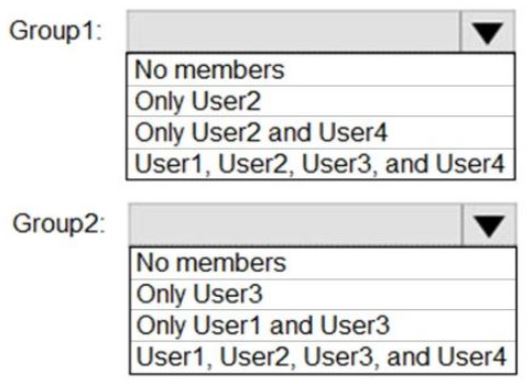 Group1:
No members
Only User2
Only User2 and User4
User1, User2, User3, and User4
Group2:
No members
Only User3
Only User1 and User3
User1, User2, User3, and User4